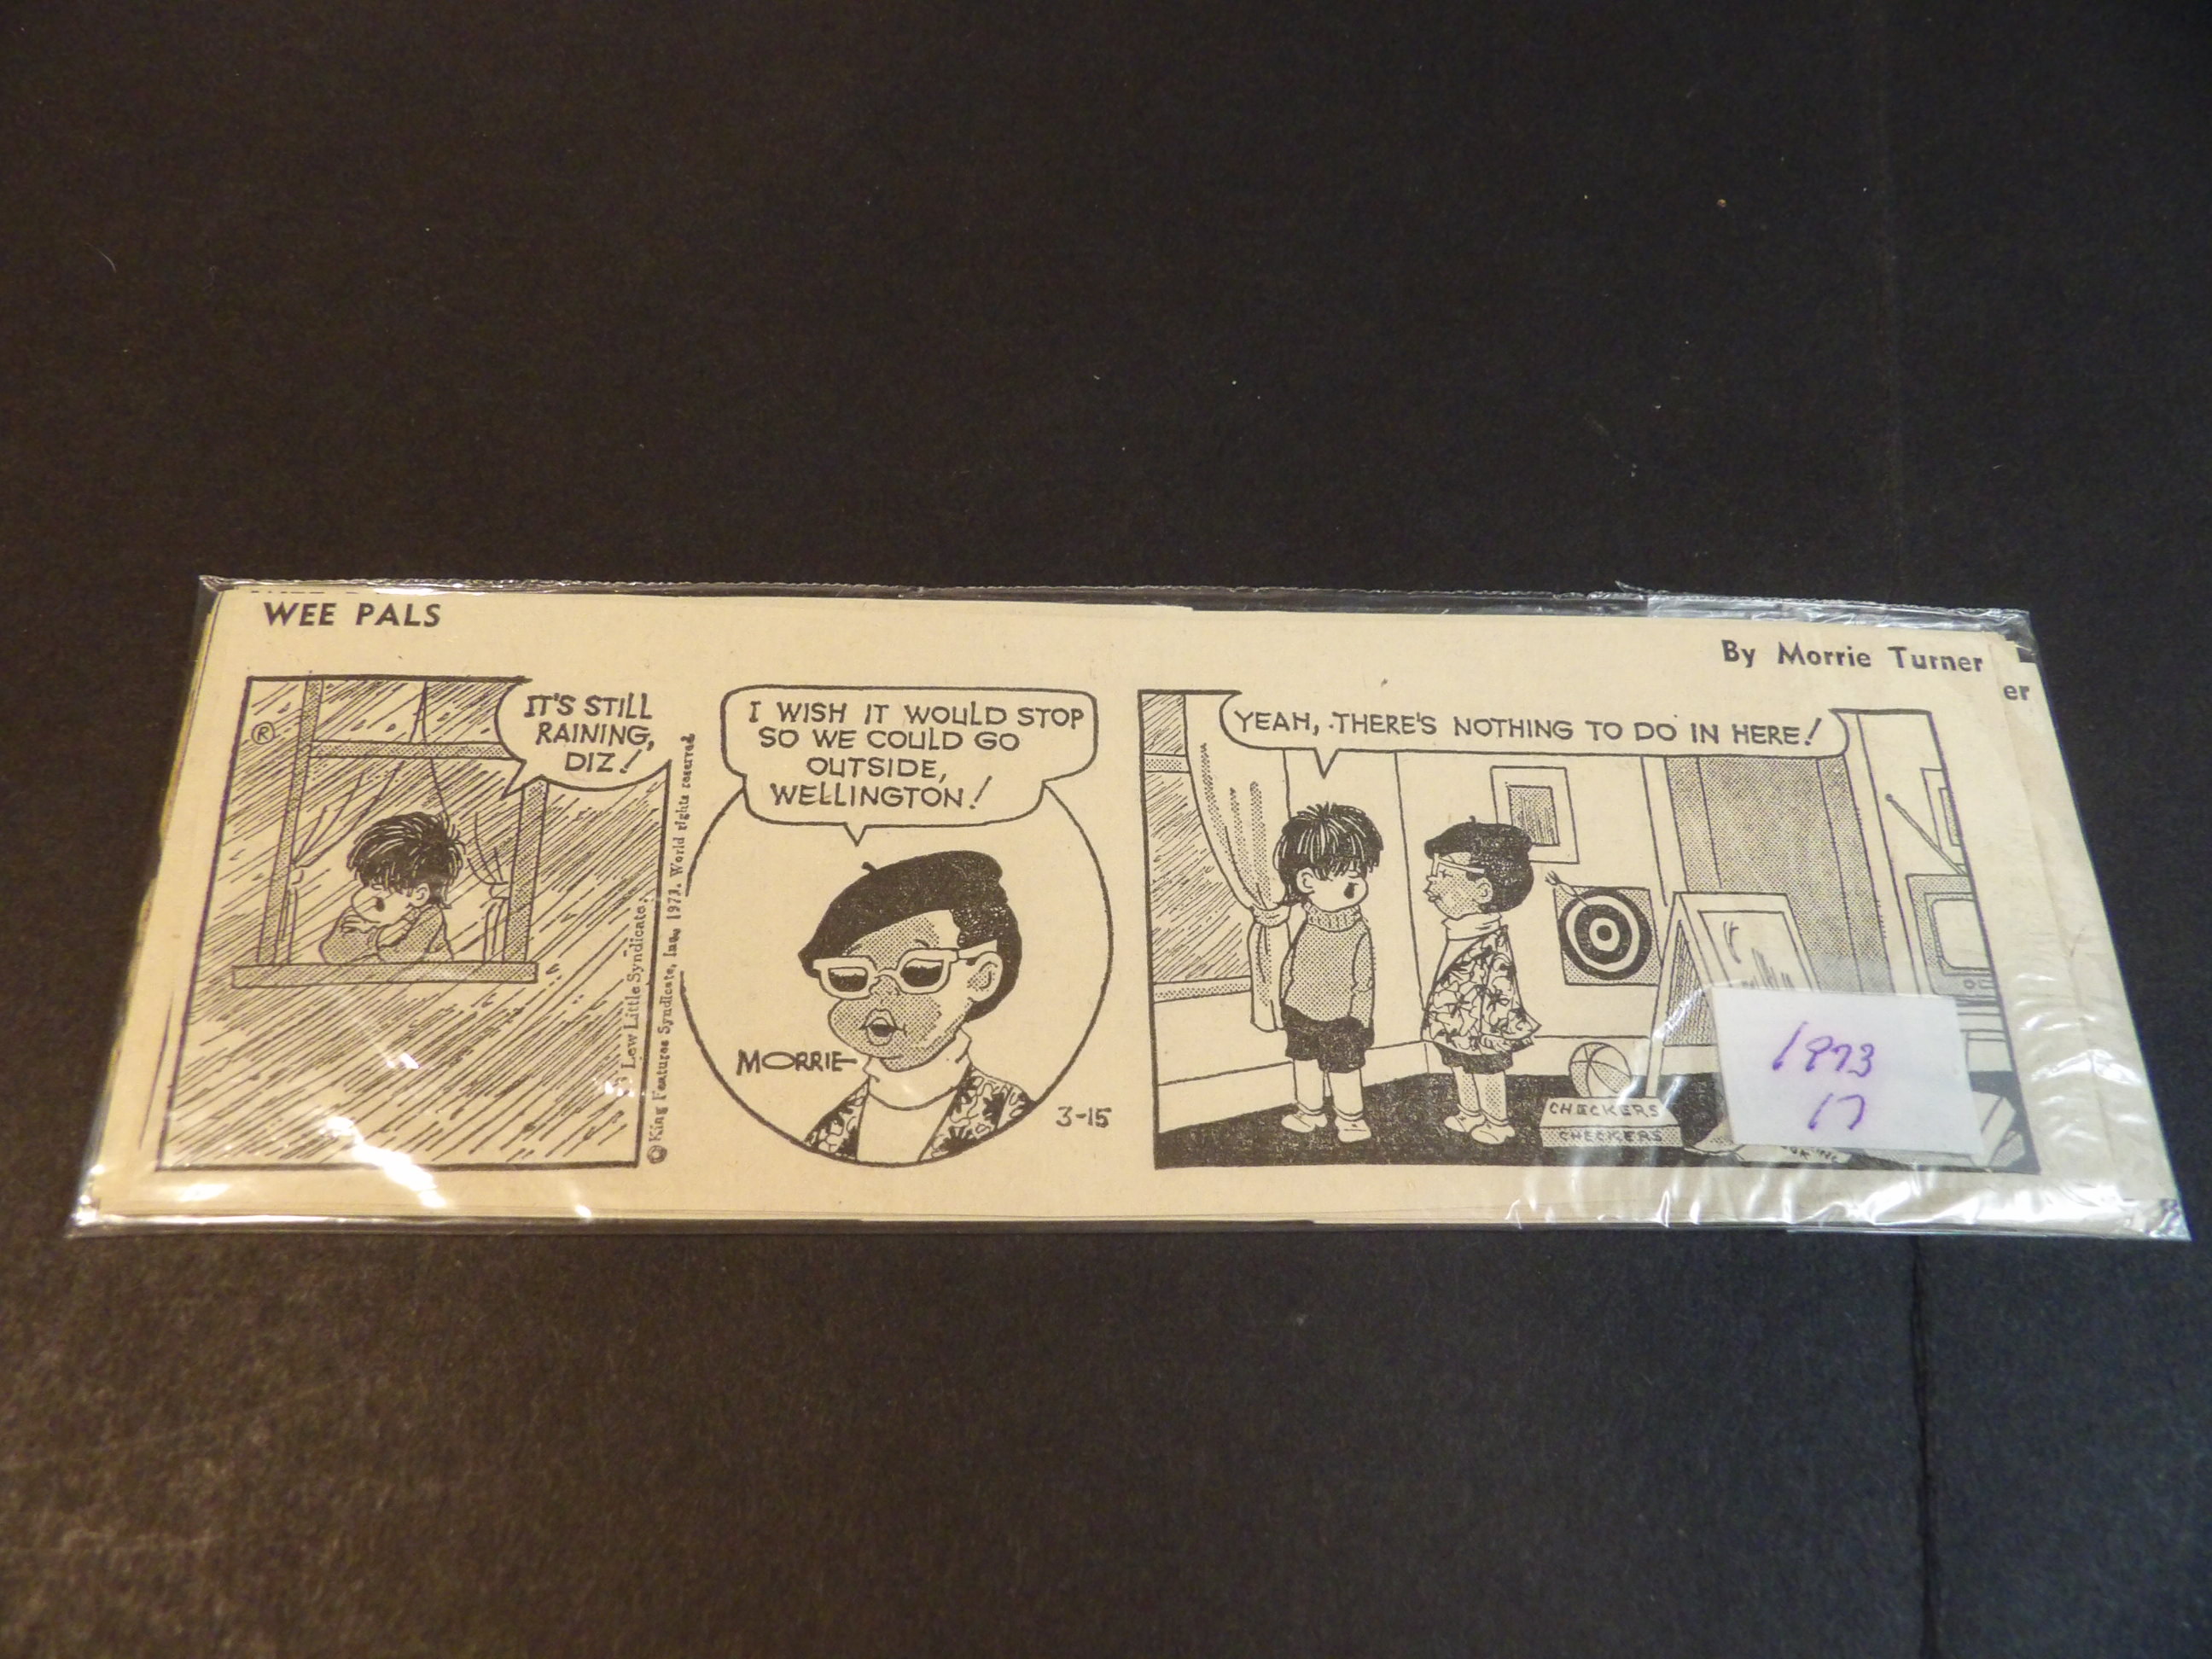 WEE PALS
By Morrie Turner
er
®
IT'S STILL
RAINING,
DIZ!
Lew Little Syndicate
© King Features Syndicate, Inc., 1973. World rights reserved.
I WISH IT WOULD STOP
SO WE COULD GO
OUTSIDE,
WELLINGTON!
MORRIE
3-15
YEAH, THERE'S NOTHING TO DO IN HERE!
CHECKERS
CHECKERS
1973
17